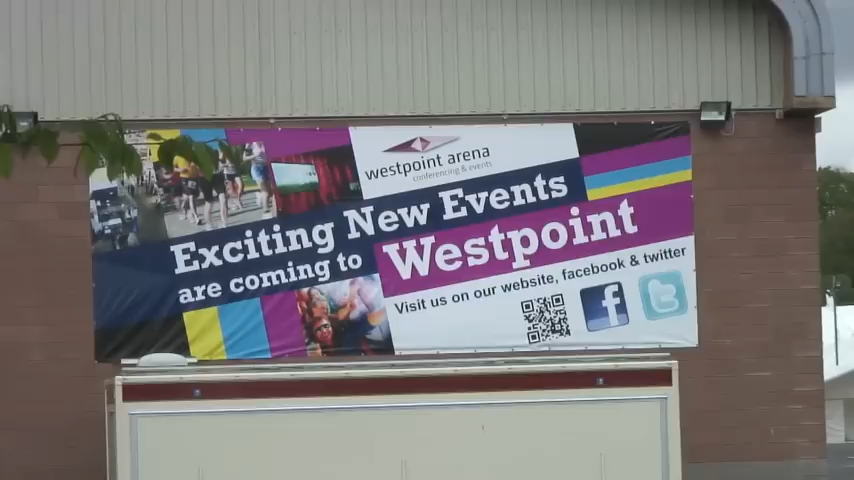 westpoint arena
conferencing & events
Exciting New Events
are coming to Westpoint
Visit us on our website, facebook & twitter
f t